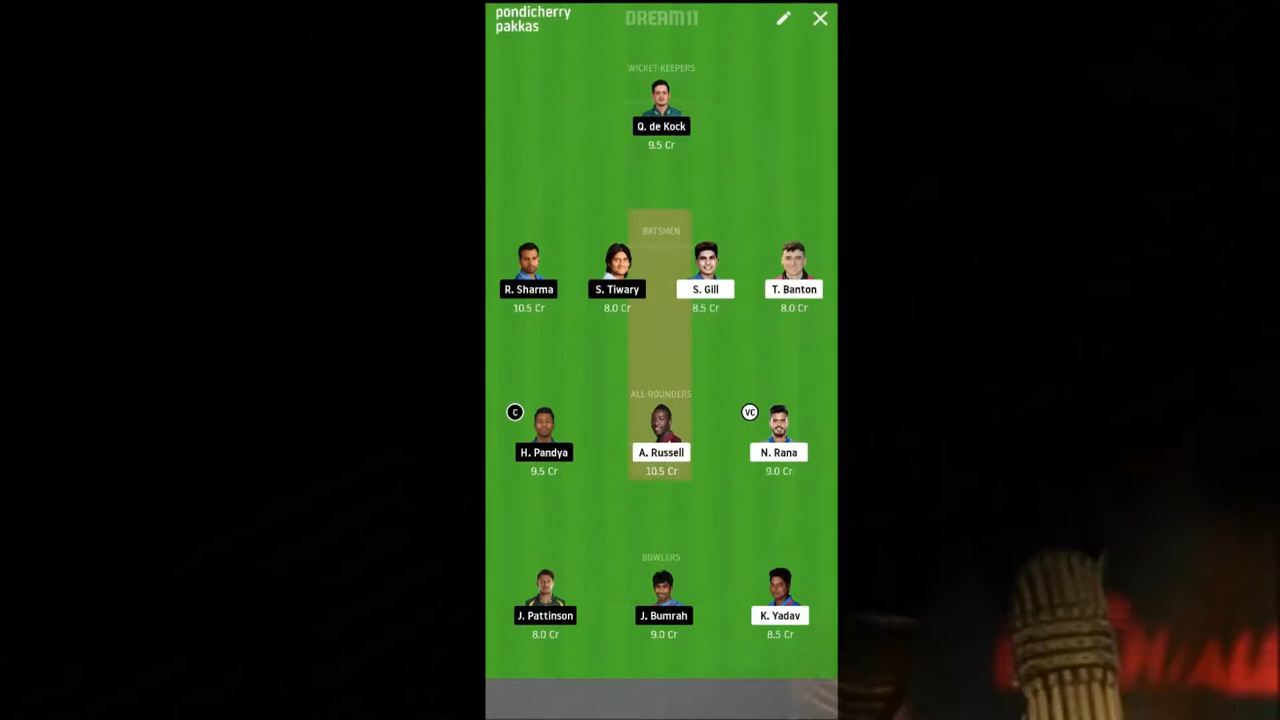 pondicherry
pakkas
DREAM11
WICKET-KEEPERS
Q. de Kock
9.5 Cr
BATSMEN
R. Sharma
S. Tiwary
S. Gill
T. Banton
10.5 Cr
8.0 Cr
8.5 Cr
8.0 Cr
ALL ROUNDERS
C
VC
H. Pandya
A. Russell
N. Rana
9.5 Cr
10.5 Cr
9.0 Cr
BOWLERS
J. Pattinson
J. Bumrah
K. Yadav
8.0 Cr
9.0 Cr
8.5 Cr